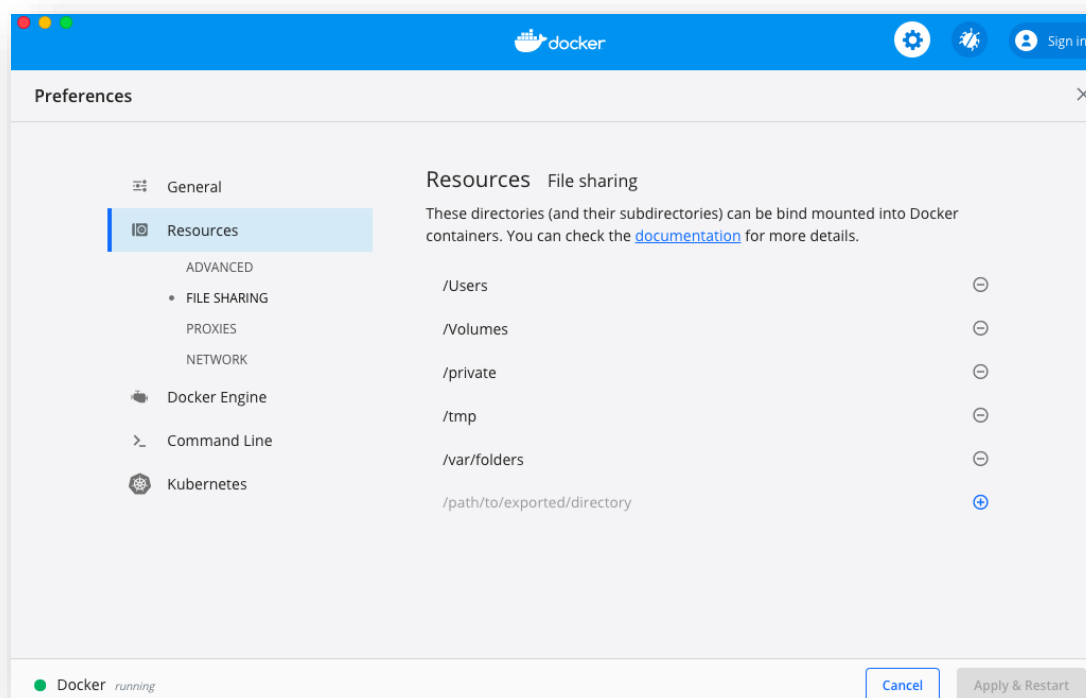 docker
Sign in
Preferences
General
Resources
ADVANCED
FILE SHARING
PROXIES
NETWORK
Docker Engine
Command Line
Kubernetes
Resources File sharing
These directories (and their subdirectories) can be bind mounted into Docker
containers. You can check the documentation for more details.
/Users
/Volumes
/private
/tmp
/var/folders
/path/to/exported/directory
Docker running
Cancel
Apply & Restart